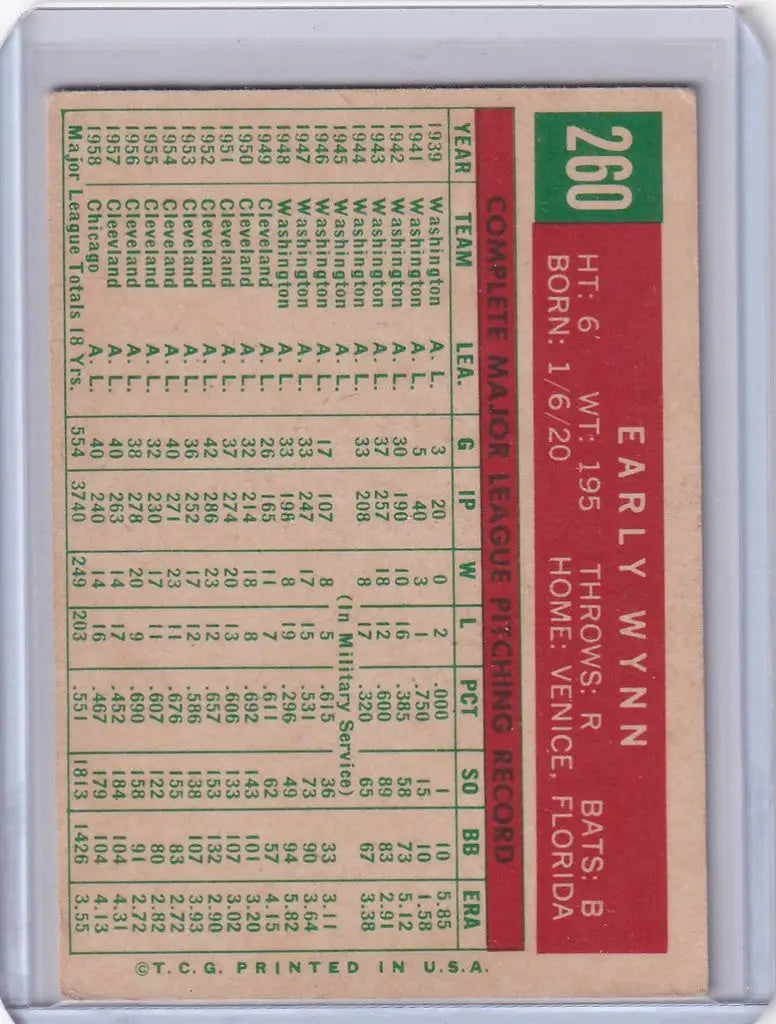 260
EARLY WYNN
HT: 6' WT: 195 THROWS: R BATS: B
BORN: 1/6/20 HOME: VENICE, FLORIDA
COMPLETE MAJOR LEAGUE PITCHING RECORD
YEAR TEAM LEA. G IP W L PCT SO BB ERA
1939 Washington A. L. 3 20 0 2 .000 1 10 5.85
1941 Washington A. L. 5 40 3 1 .750 15 10 1.58
1942 Washington A. L. 30 190 10 16 .385 58 73 5.12
1943 Washington A. L. 37 257 18 12 .600 89 83 2.91
1944 Washington A. L. 33 208 8 17 .320 65 67 3.38
1945 Washington A. L. (In Military Service)
1946 Washington A. L. 17 107 8 5 .615 36 33 3.11
1947 Washington A. L. 33 247 17 15 .531 73 90 3.64
1948 Washington A. L. 33 198 8 19 .296 49 94 5.82
1949 Cleveland A. L. 26 165 11 7 .611 62 57 4.15
1950 Cleveland A. L. 32 214 18 8 .692 143 101 3.20
1951 Cleveland A. L. 37 274 20 13 .606 133 107 3.02
1952 Cleveland A. L. 42 286 23 12 .657 153 132 2.90
1953 Cleveland A. L. 36 252 17 12 .586 138 107 3.93
1954 Cleveland A. L. 40 271 23 11 .676 155 83 2.72
1955 Cleveland A. L. 32 230 17 11 .607 122 80 2.82
1956 Cleveland A. L. 38 278 20 9 .690 158 91 2.72
1957 Cleevland A. L. 40 263 14 17 .452 184 104 4.31
1958 Chicago A. L. 40 240 14 16 .467 179 104 4.13
Major League Totals 18 Yrs. 554 3740 249 203 .551 1813 1426 3.55
©T.C.G. PRINTED IN U.S.A.